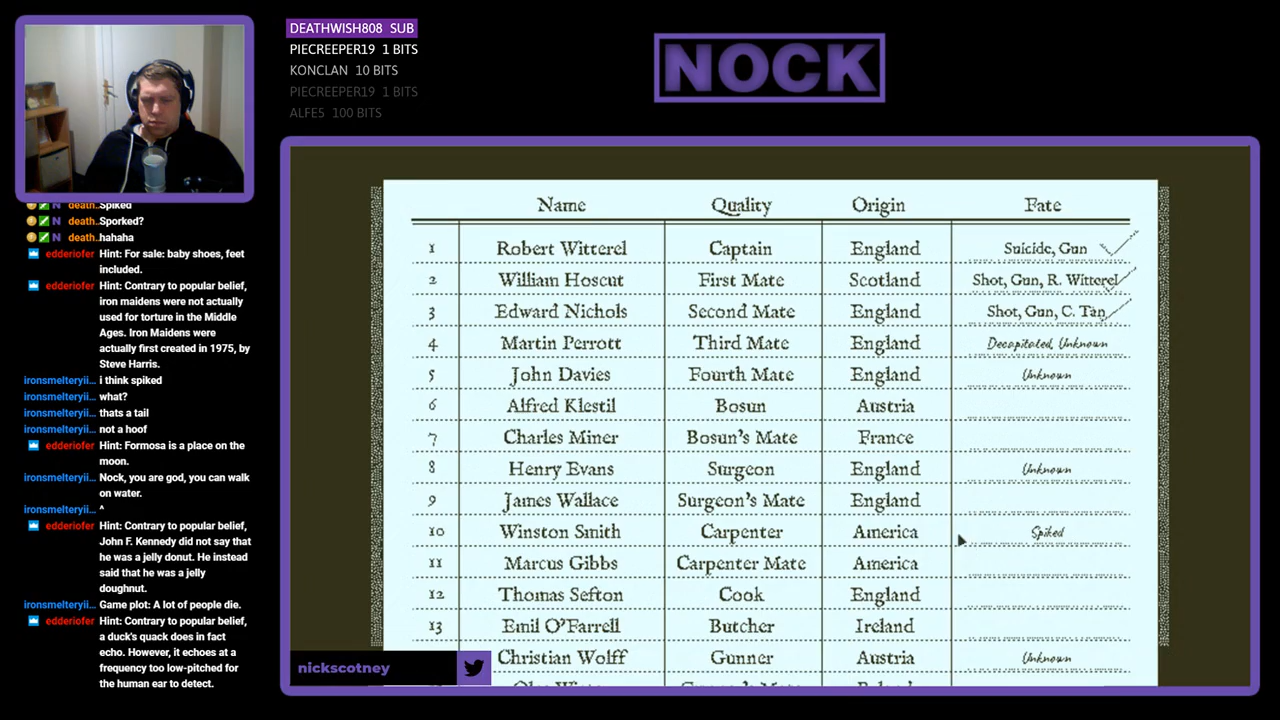 DEATHWISH808 SUB
PIECREEPER19 1 BITS
KONCLAN 10 BITS
PIECREEPER19 1 BITS
ALFE5 100 BITS
NOCK
N death.. Spiked
N death.. Sporked?
N death.. hahaha
edderiofer Hint: For sale: baby shoes, feet
included.
edderiofer Hint: Contrary to popular belief,
iron maidens were not actually
used for torture in the Middle
Ages. Iron Maidens were
actually first created in 1975, by
Steve Harris.
ironsmelteryii... i think spiked
ironsmelteryii... what?
ironsmelteryii... thats a tail
ironsmelteryii... not a hoof
edderiofer Hint: Formosa is a place on the
moon.
ironsmelteryii... Nock, you are god, you can walk
on water.
ironsmelteryii... ^
edderiofer Hint: Contrary to popular belief,
John F. Kennedy did not say that
he was a jelly donut. He instead
said that he was a jelly
doughnut.
ironsmelteryii... Game plot: A lot of people die.
edderiofer Hint: Contrary to popular belief,
a duck's quack does in fact
echo. However, it echoes at a
frequency too low-pitched for
the human ear to detect.
Name Quality Origin Fate
1 Robert Witterel Captain England Suicide, Gun
2 William Hoscut First Mate Scotland Shot, Gun, R. Witterel
3 Edward Nichols Second Mate England Shot, Gun, C. Tan
4 Martin Perrott Third Mate England Decapitated, Unknown
5 John Davies Fourth Mate England Unknown
6 Alfred Klestil Bosun Austria
7 Charles Miner Bosun's Mate France
8 Henry Evans Surgeon England Unknown
9 James Wallace Surgeon's Mate England
10 Winston Smith Carpenter America Spiked
11 Marcus Gibbs Carpenter Mate America
12 Thomas Sefton Cook England
13 Emil O'Farrell Butcher Ireland
Christian Wolff Gunner Austria Unknown
nickscotney